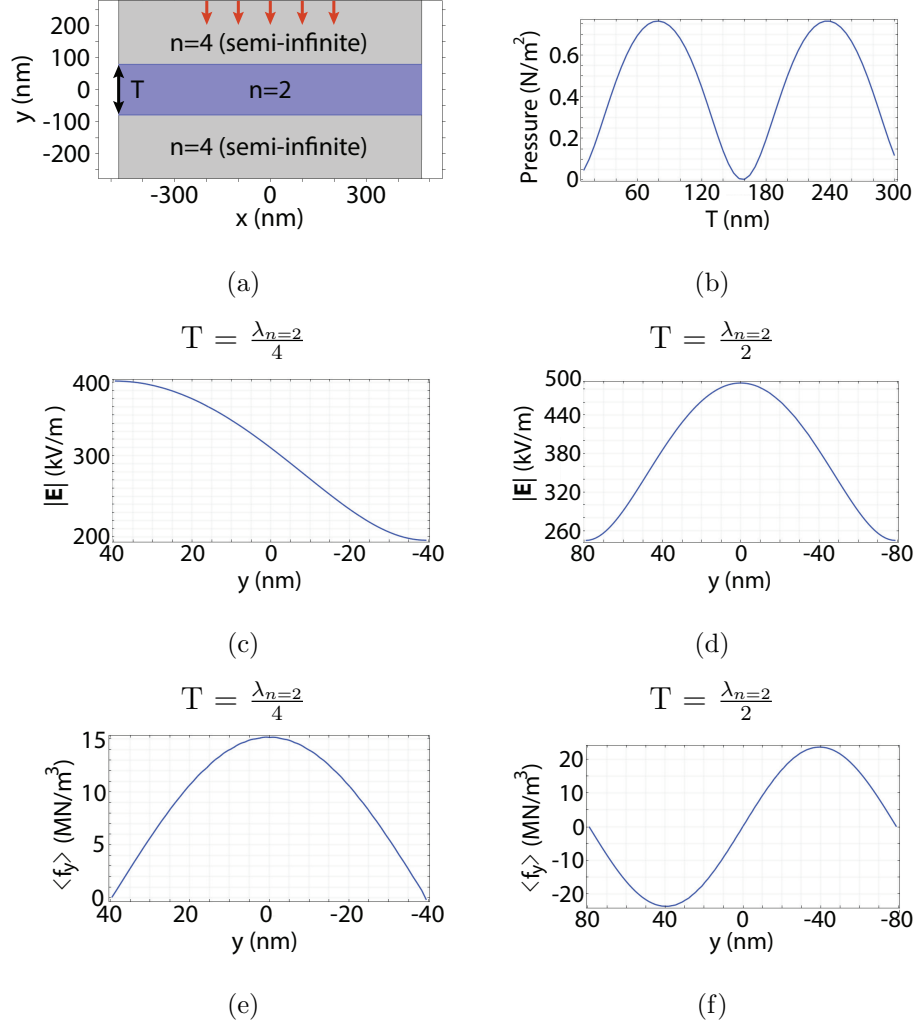 200
100
0
-100
-200
y (nm)
n=4 (semi-infinite)
T
n=2
n=4 (semi-infinite)
-300
0
300
x (nm)
(a)
0.6
0.4
0.2
0
Pressure (N/m²)
60
120
180
240
300
T (nm)
(b)
T = λₙ₌₂/4
400
300
200
|E| (kV/m)
40
20
0
-20
-40
y (nm)
(c)
T = λₙ₌₂/2
500
440
380
320
260
|E| (kV/m)
80
40
0
-40
-80
y (nm)
(d)
T = λₙ₌₂/4
15
10
5
0
⟨f_y⟩ (MN/m³)
40
20
0
-20
-40
y (nm)
(e)
T = λₙ₌₂/2
20
10
0
-10
-20
⟨f_y⟩ (MN/m³)
80
40
0
-40
-80
y (nm)
(f)